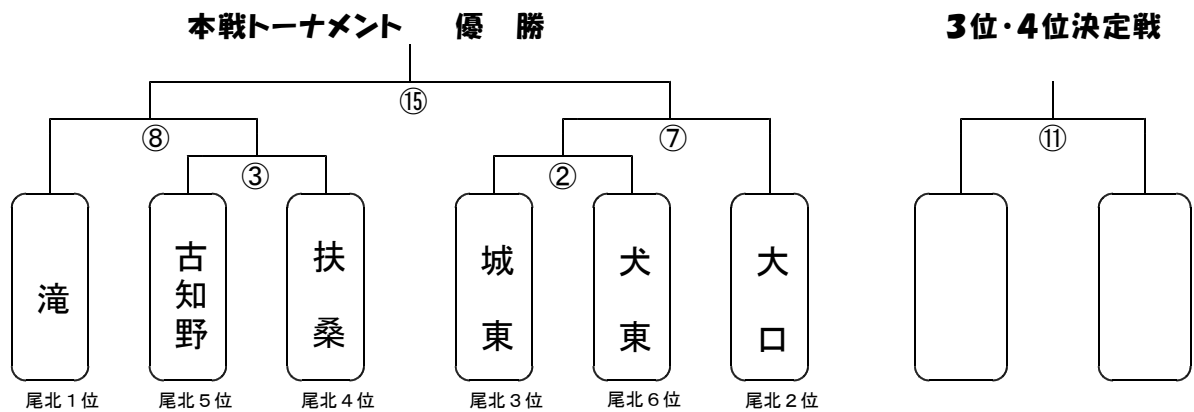 本戦トーナメント 優 勝
3位・4位決定戦
⑮
⑧
⑦
⑪
③
②
滝
古知野
扶桑
城東
犬東
大口
尾北1位
尾北5位
尾北4位
尾北3位
尾北6位
尾北2位